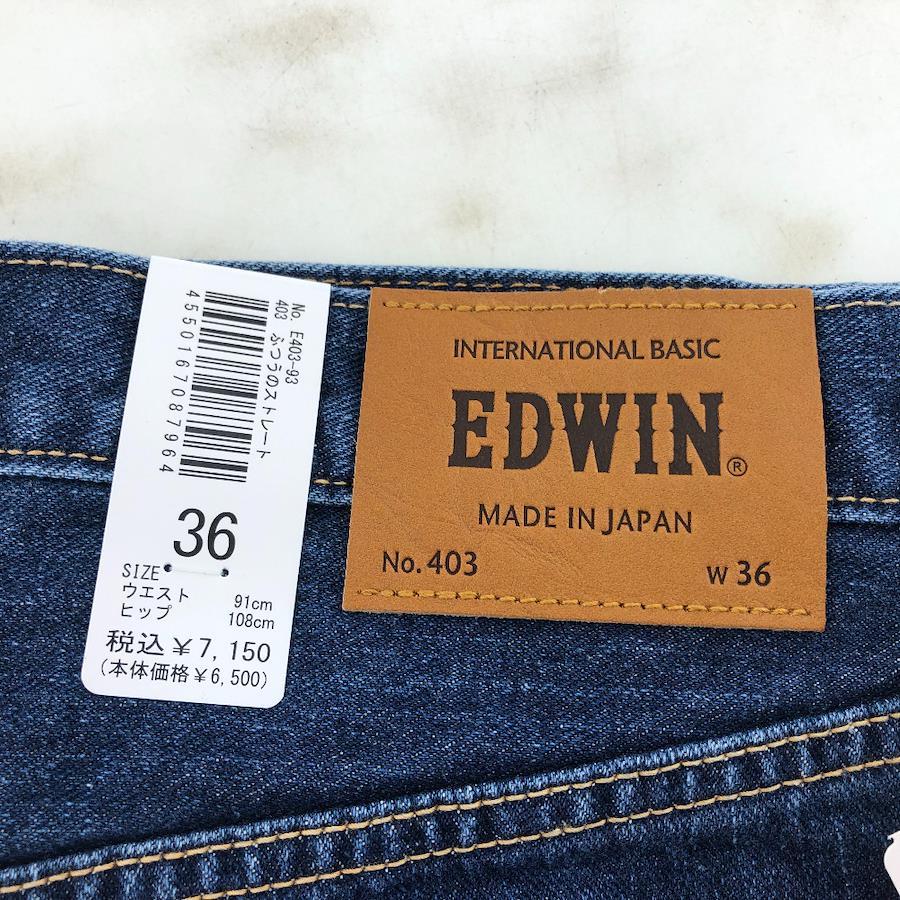 No. E403-93
403 ふつうのストレート
4550167087964
36
SIZE
ウエスト 91cm
ヒップ 108cm
税込¥7,150
(本体価格¥6,500)
INTERNATIONAL BASIC
EDWIN®
MADE IN JAPAN
No. 403 W 36